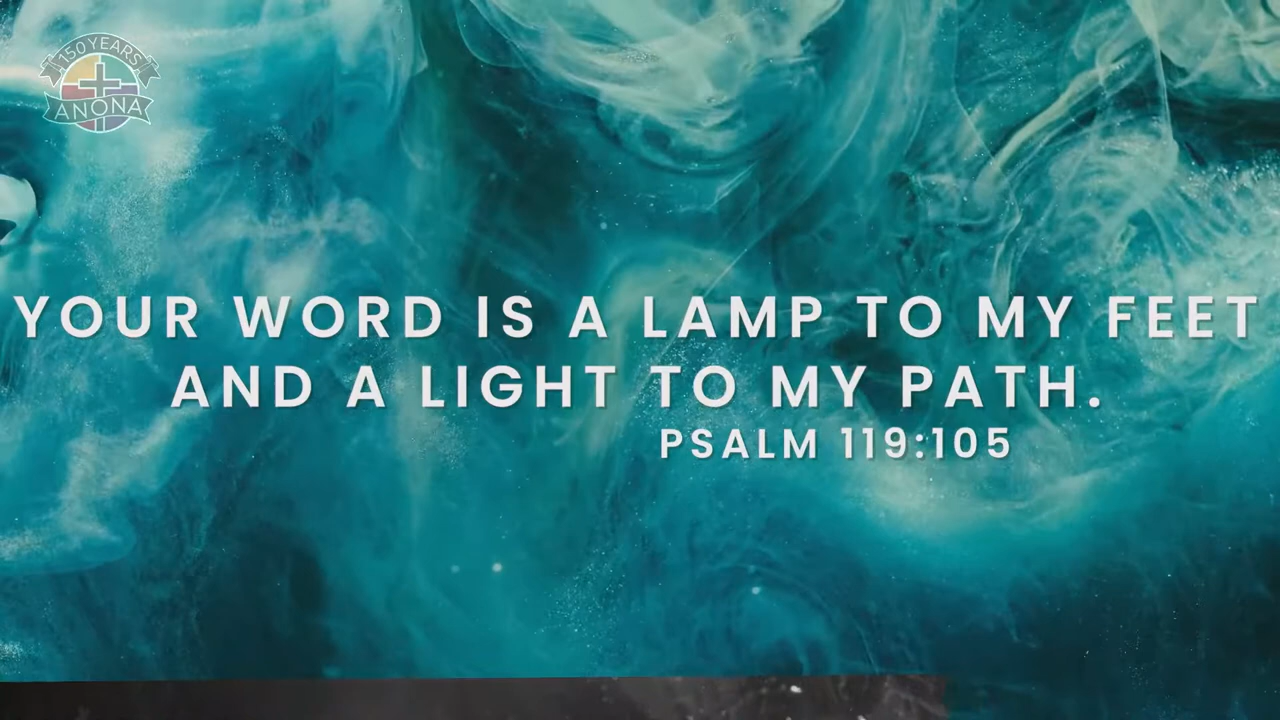 150 YEARS
ANONA
YOUR WORD IS A LAMP TO MY FEET
AND A LIGHT TO MY PATH.
PSALM 119:105